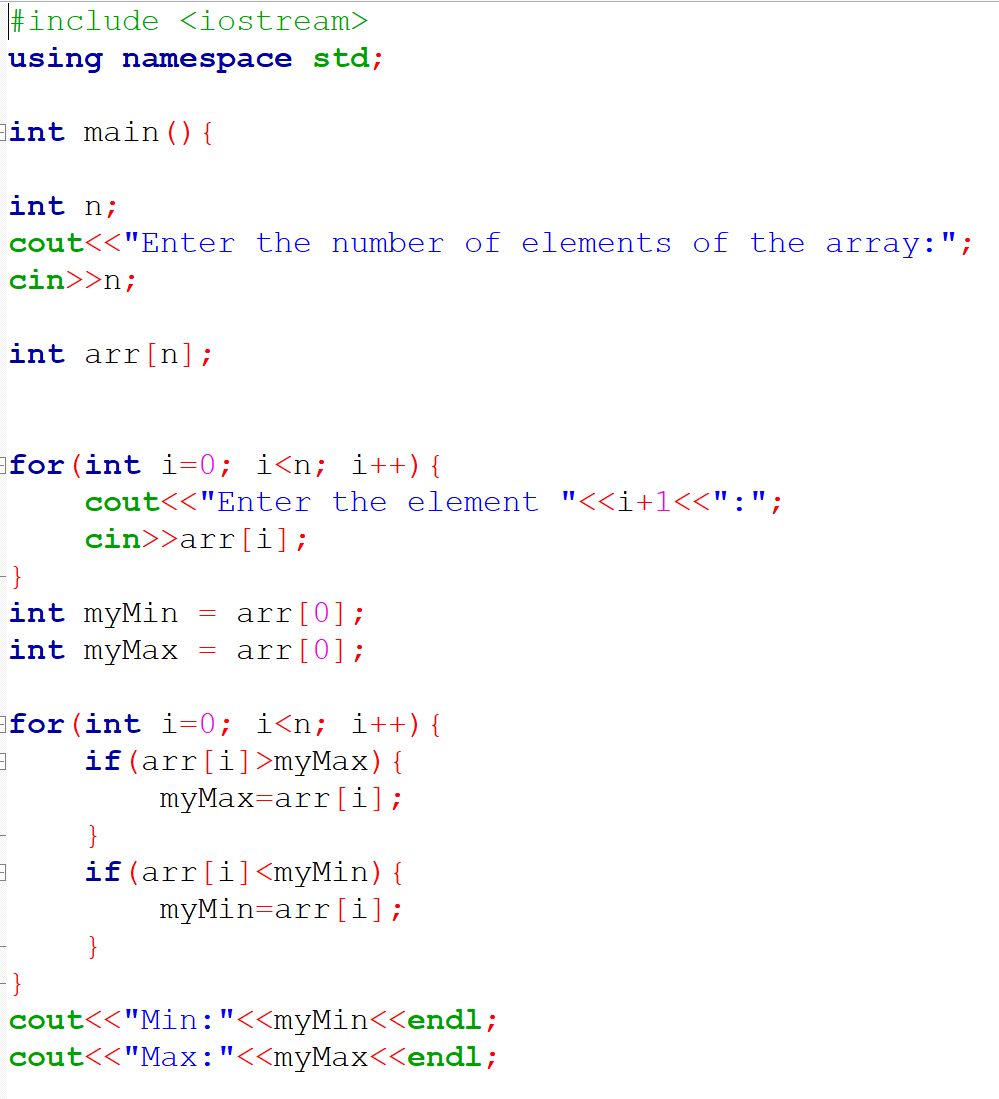 #include <iostream>
using namespace std;
int main(){
int n;
cout<<"Enter the number of elements of the array:";
cin>>n;
int arr[n];
for(int i=0; i<n; i++){
    cout<<"Enter the element "<<i+1<<":";
    cin>>arr[i];
}
int myMin = arr[0];
int myMax = arr[0];
for(int i=0; i<n; i++){
    if(arr[i]>myMax){
        myMax=arr[i];
    }
    if(arr[i]<myMin){
        myMin=arr[i];
    }
}
cout<<"Min:"<<myMin<<endl;
cout<<"Max:"<<myMax<<endl;